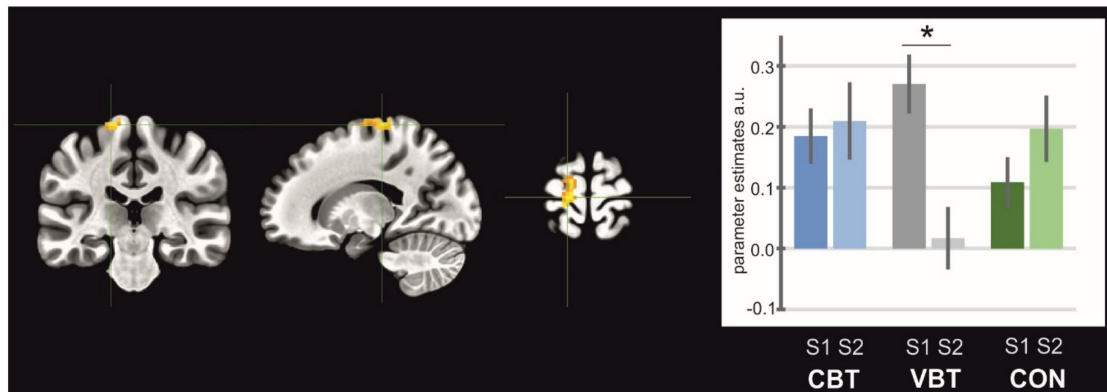 *
parameter estimates a.u.
0.3
0.2
0.1
0.0
-0.1
S1 S2 S1 S2 S1 S2
CBT VBT CON